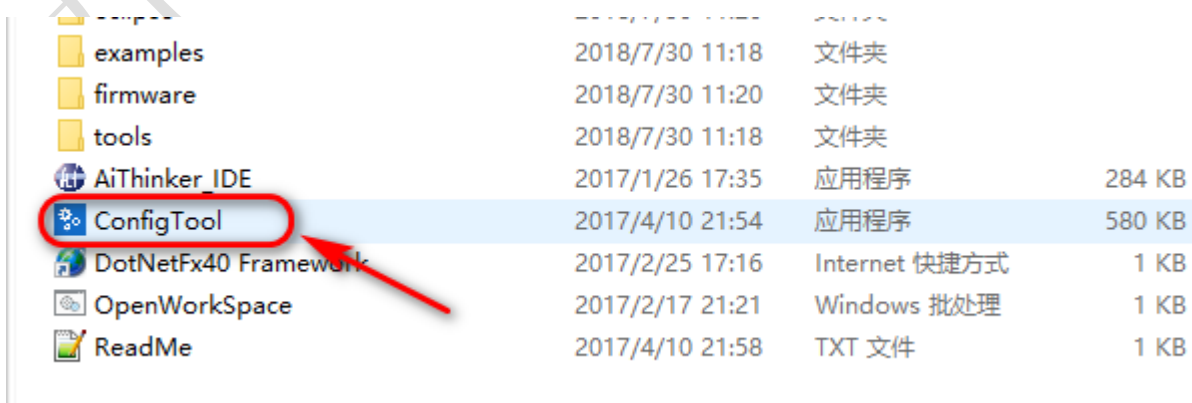 examples 2018/7/30 11:18 文件夹
firmware 2018/7/30 11:20 文件夹
tools 2018/7/30 11:18 文件夹
AiThinker_IDE 2017/1/26 17:35 应用程序 284 KB
ConfigTool 2017/4/10 21:54 应用程序 580 KB
DotNetFx40 Framework 2017/2/25 17:16 Internet 快捷方式 1 KB
OpenWorkSpace 2017/2/17 21:21 Windows 批处理 1 KB
ReadMe 2017/4/10 21:58 TXT 文件 1 KB